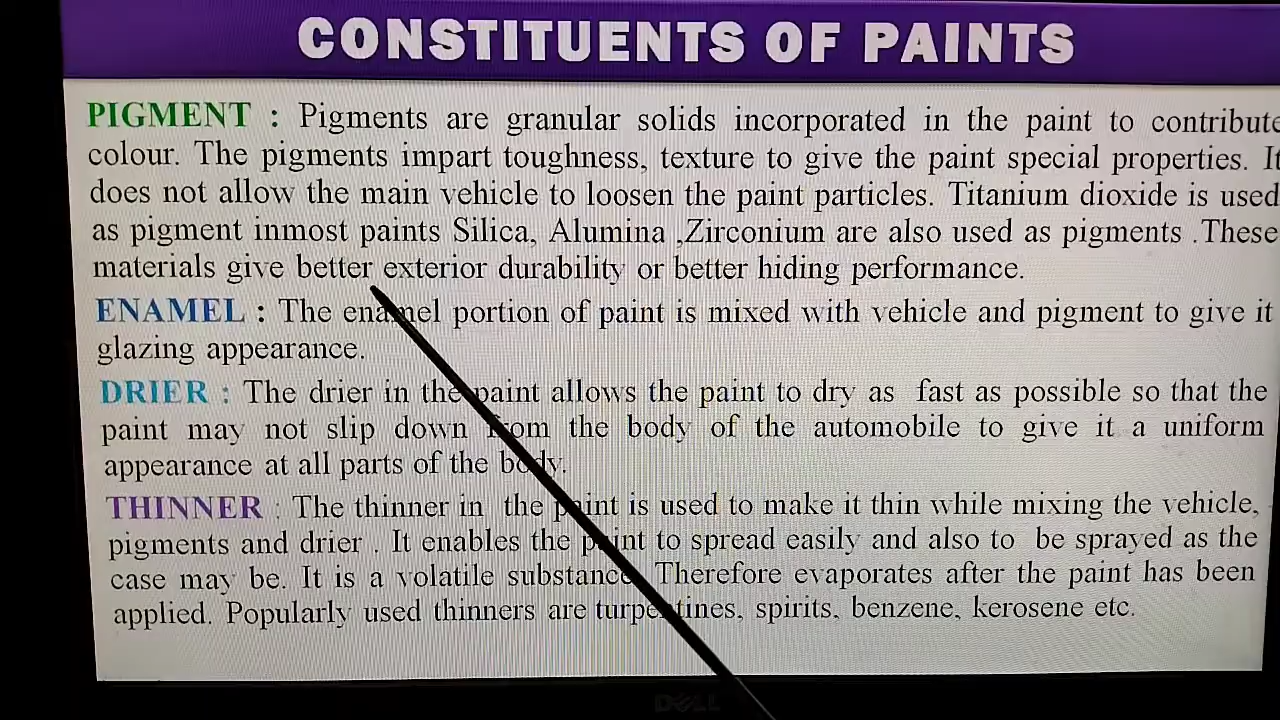 CONSTITUENTS OF PAINTS
PIGMENT : Pigments are granular solids incorporated in the paint to contribute
colour. The pigments impart toughness, texture to give the paint special properties. It
does not allow the main vehicle to loosen the paint particles. Titanium dioxide is used
as pigment inmost paints Silica, Alumina ,Zirconium are also used as pigments .These
materials give better exterior durability or better hiding performance.
ENAMEL : The enamel portion of paint is mixed with vehicle and pigment to give it
glazing appearance.
DRIER : The drier in the paint allows the paint to dry as fast as possible so that the
paint may not slip down from the body of the automobile to give it a uniform
appearance at all parts of the body.
THINNER : The thinner in the paint is used to make it thin while mixing the vehicle,
pigments and drier . It enables the paint to spread easily and also to be sprayed as the
case may be. It is a volatile substance. Therefore evaporates after the paint has been
applied. Popularly used thinners are turpentines, spirits, benzene, kerosene etc.
DELL